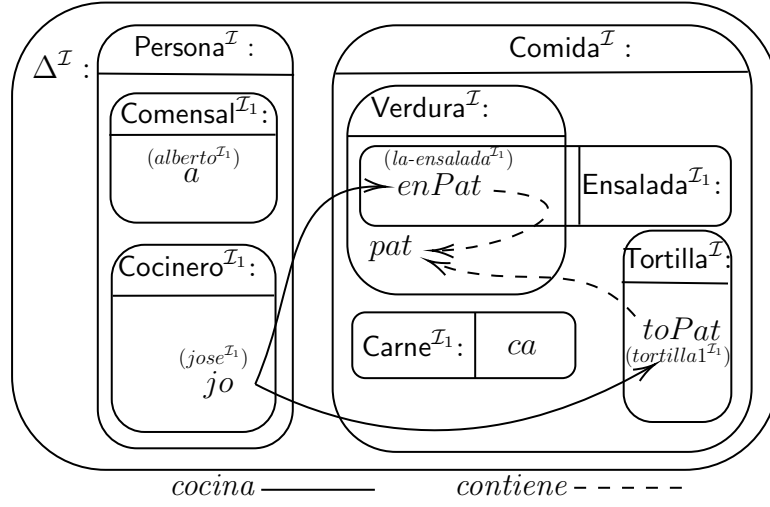 Δ^ℐ :
Persona^ℐ :
Comida^ℐ :
Comensal^ℐ₁:
(alberto^ℐ₁)
a
Verdura^ℐ:
(la-ensalada^ℐ₁)
enPat
Ensalada^ℐ₁:
pat
Cocinero^ℐ₁:
(jose^ℐ₁)
jo
Tortilla^ℐ:
toPat
(tortilla1^ℐ₁)
Carne^ℐ₁:
ca
cocina
contiene